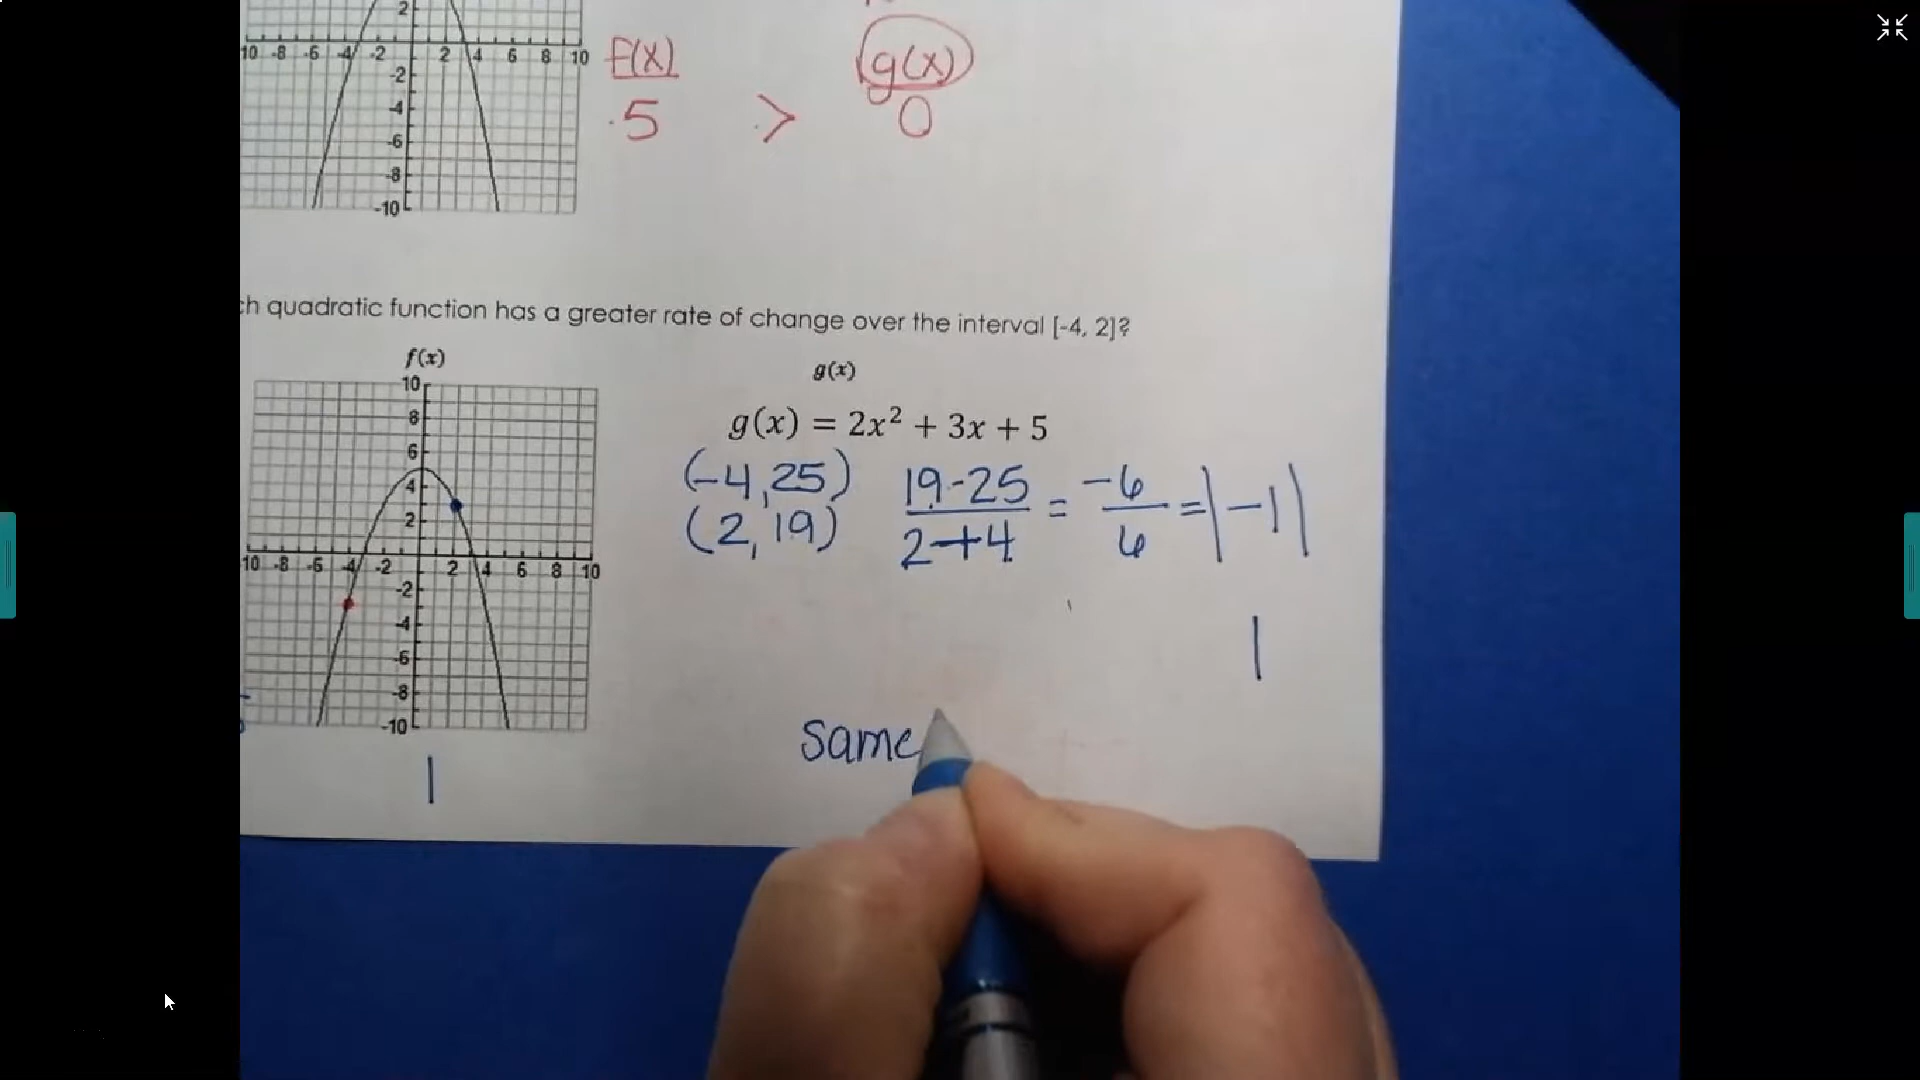 2
10 -8 -6 -4 -2 2 4 6 8 10
-2
-4
-6
-8
-10
f(x) g(x)
.5 > 0
ch quadratic function has a greater rate of change over the interval [-4, 2]?
f(x)
10
8
6
4
2
10 -8 -6 -4 -2 2 4 6 8 10
-2
-4
-6
-8
-10
1
g(x)
g(x) = 2x² + 3x + 5
(-4,25) 19-25 = -6 = |-1|
(2,19) 2+4 6
1
same